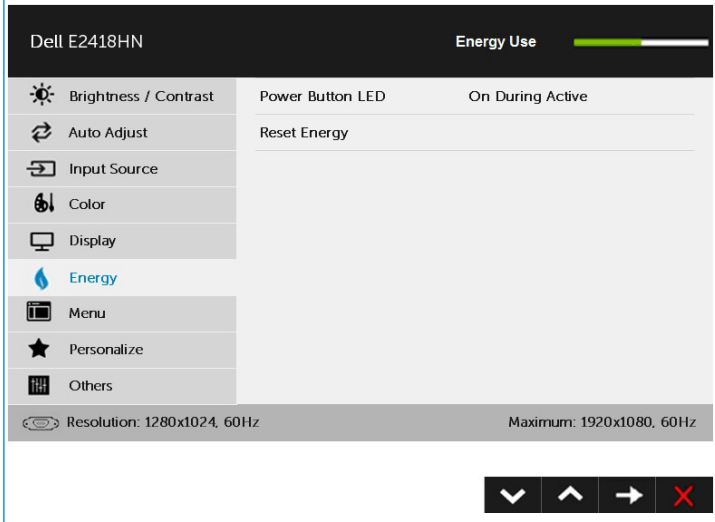 Dell E2418HN Energy Use
Brightness / Contrast Power Button LED On During Active
Auto Adjust Reset Energy
Input Source
Color
Display
Energy
Menu
Personalize
Others
Resolution: 1280x1024, 60Hz Maximum: 1920x1080, 60Hz